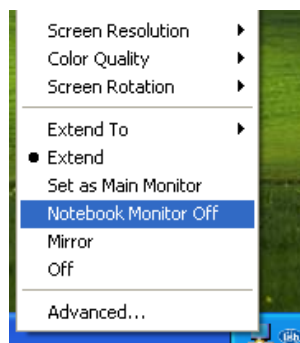 Screen Resolution
Color Quality
Screen Rotation
Extend To
Extend
Set as Main Monitor
Notebook Monitor Off
Mirror
Off
Advanced...